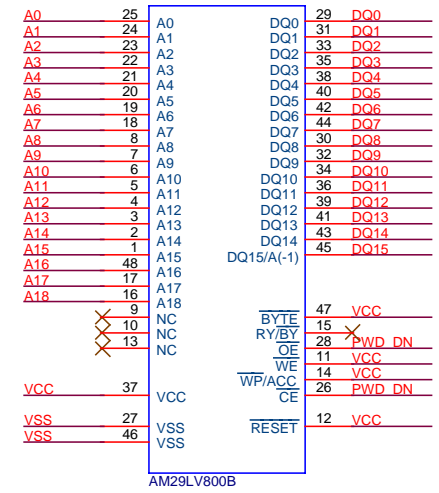 A0 25 A0 DQ0 29 DQ0
A1 24 A1 DQ1 31 DQ1
A2 23 A2 DQ2 33 DQ2
A3 22 A3 DQ3 35 DQ3
A4 21 A4 DQ4 38 DQ4
A5 20 A5 DQ5 40 DQ5
A6 19 A6 DQ6 42 DQ6
A7 18 A7 DQ7 44 DQ7
A8 8 A8 DQ8 30 DQ8
A9 7 A9 DQ9 32 DQ9
A10 6 A10 DQ10 34 DQ10
A11 5 A11 DQ11 36 DQ11
A12 4 A12 DQ12 39 DQ12
A13 3 A13 DQ13 41 DQ13
A14 2 A14 DQ14 43 DQ14
A15 1 A15 DQ15/A(-1) 45 DQ15
A16 48 A16
A17 17 A17
A18 16 A18
9 NC BYTE 47 VCC
10 NC RY/BY 15
13 NC OE 28 PWD_DN
WE 11 VCC
WP/ACC 14 VCC
VCC 37 VCC CE 26 PWD_DN
VSS 27 VSS RESET 12 VCC
VSS 46 VSS
AM29LV800B